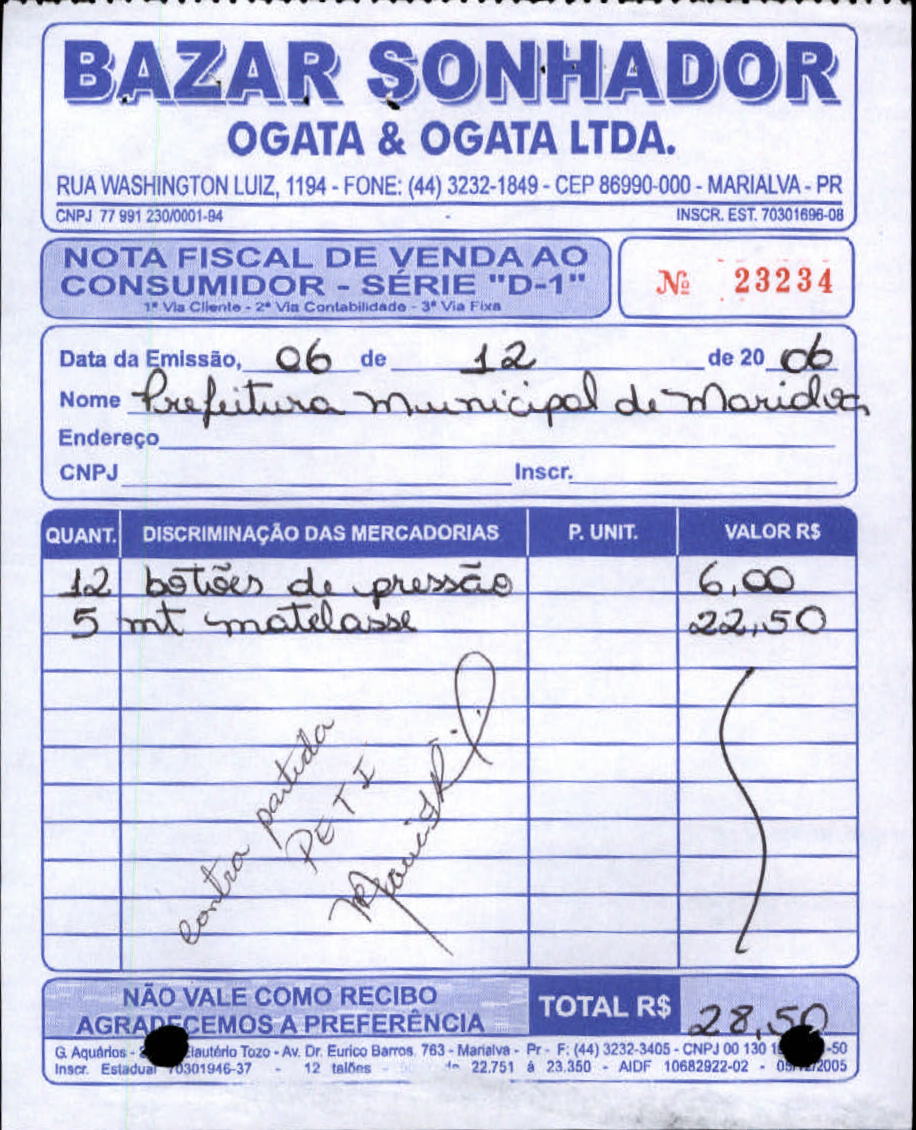 BAZAR SONHADOR
OGATA & OGATA LTDA.
RUA WASHINGTON LUIZ, 1194 - FONE: (44) 3232-1849 - CEP 86990-000 - MARIALVA - PR
CNPJ 77 991 230/0001-94 INSCR. EST. 70301696-08
NOTA FISCAL DE VENDA AO
CONSUMIDOR - SÉRIE "D-1"
1ª Via Cliente - 2ª Via Contabilidade - 3ª Via Fixa
Nº 23234
Data da Emissão, 06 de 12 de 20 06
Nome Prefeitura Municipal de Marialva
Endereço
CNPJ Inscr.
QUANT. DISCRIMINAÇÃO DAS MERCADORIAS P. UNIT. VALOR R$
12 botões de pressão 6,00
5 mt matelasse 22,50
contra partida
PETI
NÃO VALE COMO RECIBO
AGRADECEMOS A PREFERÊNCIA
TOTAL R$ 28,50
G. Aquários - Tozo - Av. Dr. Eurico Barros, 763 - Marialva - Pr - F: (44) 3232-3405 - CNPJ 00 130
Inscr. Estadual 70301946-37 - 12 talões - de 22.751 à 23.350 - AIDF 10682922-02 -